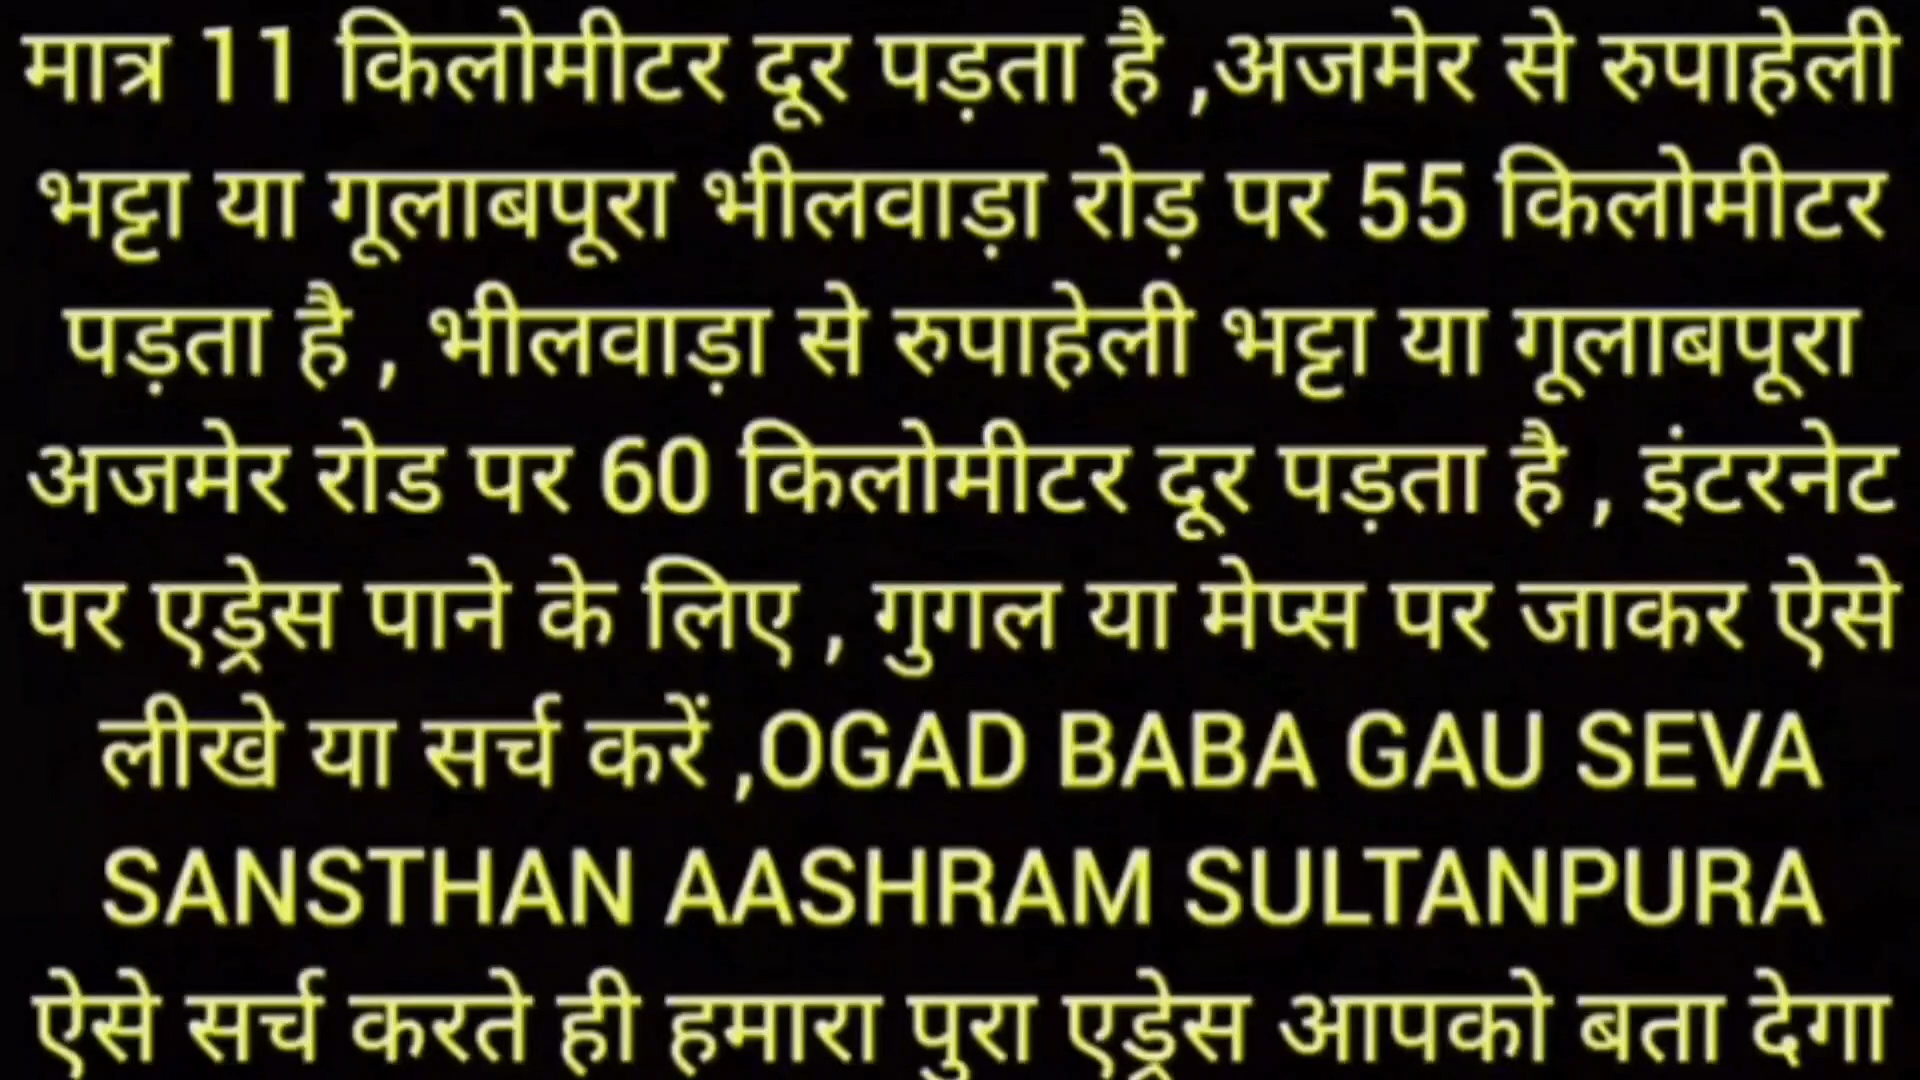 मात्र 11 किलोमीटर दूर पड़ता है ,अजमेर से रुपाहेली
भट्टा या गूलाबपूरा भीलवाड़ा रोड़ पर 55 किलोमीटर
पड़ता है , भीलवाड़ा से रुपाहेली भट्टा या गूलाबपूरा
अजमेर रोड पर 60 किलोमीटर दूर पड़ता है , इंटरनेट
पर एड्रेस पाने के लिए , गुगल या मेप्स पर जाकर ऐसे
लीखे या सर्च करें ,OGAD BABA GAU SEVA
SANSTHAN AASHRAM SULTANPURA
ऐसे सर्च करते ही हमारा पुरा एड्रेस आपको बता देगा